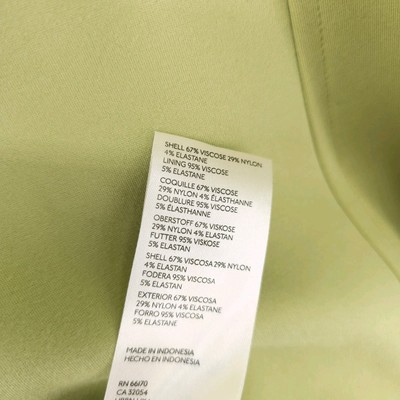 SHELL 67% VISCOSE 29% NYLON
4% ELASTANE
LINING 95% VISCOSE
5% ELASTANE
COQUILLE 67% VISCOSE
29% NYLON 4% ÉLASTHANNE
DOUBLURE 95% VISCOSE
5% ÉLASTHANNE
OBERSTOFF 67% VISKOSE
29% NYLON 4% ELASTAN
FUTTER 95% VISKOSE
5% ELASTAN
SHELL 67% VISCOSA 29% NYLON
4% ELASTAN
FODERA 95% VISCOSA
5% ELASTAN
EXTERIOR 67% VISCOSA
29% NYLON 4% ELASTANE
FORRO 95% VISCOSA
5% ELASTANE
MADE IN INDONESIA
HECHO EN INDONESIA
RN 66170
CA 32054